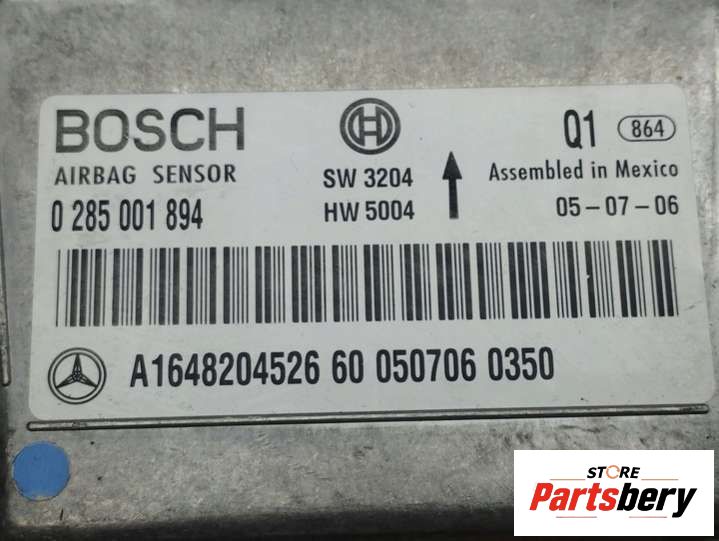 BOSCH
Q1 864
AIRBAG SENSOR
SW 3204
Assembled in Mexico
0 285 001 894
HW 5004
05-07-06
A1648204526 60 050706 0350
STORE
Partsbery